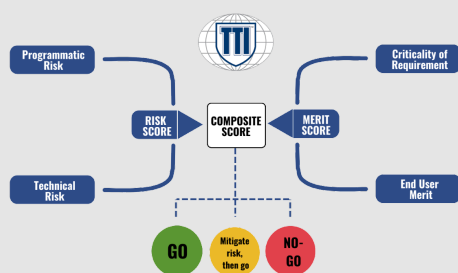 TTI
Programmatic
Risk
Criticality of
Requirement
RISK
SCORE
COMPOSITE
SCORE
MERIT
SCORE
Technical
Risk
End User
Merit
GO
Mitigate
risk,
then go
NO-
GO